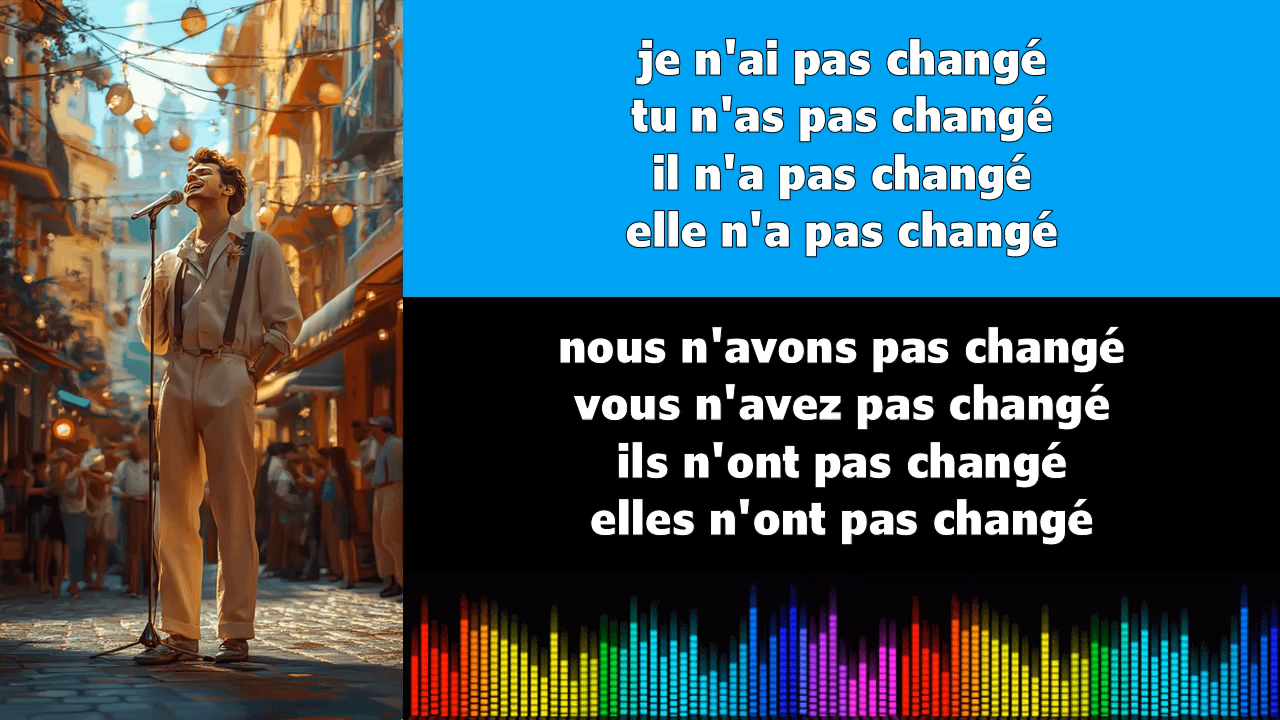 je n'ai pas changé
tu n'as pas changé
il n'a pas changé
elle n'a pas changé
nous n'avons pas changé
vous n'avez pas changé
ils n'ont pas changé
elles n'ont pas changé